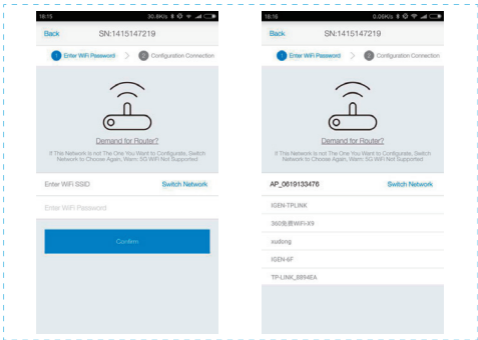 18:15
30.8K/s
Back
SN:1415147219
1 Enter WiFi Password > 2 Configuration Connection
Demand for Router?
If This Network is not The One You Want to Configurate, Switch
Network to Choose Again, Warn: 5G WiFi Not Supported
Enter WiFi SSID
Switch Network
Enter WiFi Password
Confirm
18:16
0.06K/s
Back
SN:1415147219
1 Enter WiFi Password > 2 Configuration Connection
Demand for Router?
If This Network is not The One You Want to Configurate, Switch
Network to Choose Again, Warn: 5G WiFi Not Supported
AP_0619133476
Switch Network
IGEN-TPLINK
360免费WiFi-X9
xudong
IGEN-6F
TP-LINK_8894EA